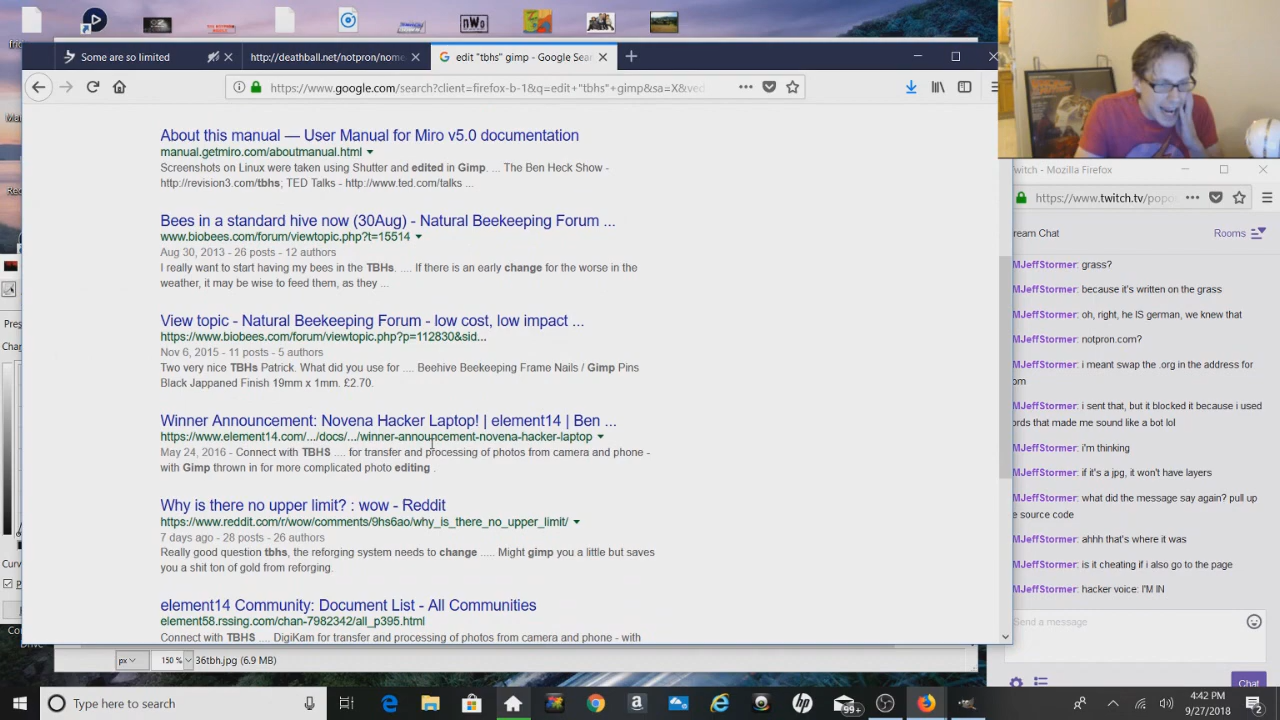 nWo
Some are so limited
http://deathball.net/notpron/nome
edit "tbhs" gimp - Google Sear
https://www.google.com/search?client=firefox-b-1&q=edit+"tbhs"+gimp&sa=X&ved
About this manual — User Manual for Miro v5.0 documentation
manual.getmiro.com/aboutmanual.html
Screenshots on Linux were taken using Shutter and edited in Gimp. ... The Ben Heck Show -
http://revision3.com/tbhs; TED Talks - http://www.ted.com/talks ...
Bees in a standard hive now (30Aug) - Natural Beekeeping Forum ...
www.biobees.com/forum/viewtopic.php?t=15514
Aug 30, 2013 - 26 posts - 12 authors
I really want to start having my bees in the TBHs. .... If there is an early change for the worse in the
weather, it may be wise to feed them, as they ...
View topic - Natural Beekeeping Forum - low cost, low impact ...
https://www.biobees.com/forum/viewtopic.php?p=112830&sid...
Nov 6, 2015 - 11 posts - 5 authors
Two very nice TBHs Patrick. What did you use for .... Beehive Beekeeping Frame Nails / Gimp Pins
Black Jappaned Finish 19mm x 1mm. £2.70.
Winner Announcement: Novena Hacker Laptop! | element14 | Ben ...
https://www.element14.com/.../docs/.../winner-announcement-novena-hacker-laptop
May 24, 2016 - Connect with TBHS .... for transfer and processing of photos from camera and phone -
with Gimp thrown in for more complicated photo editing .
Why is there no upper limit? : wow - Reddit
https://www.reddit.com/r/wow/comments/9hs6ao/why_is_there_no_upper_limit/
7 days ago - 28 posts - 26 authors
Really good question tbhs, the reforging system needs to change ..... Might gimp you a little but saves
you a shit ton of gold from reforging.
element14 Community: Document List - All Communities
element58.rssing.com/chan-7982342/all_p395.html
Connect with TBHS .... DigiKam for transfer and processing of photos from camera and phone - with
px
150 %
36tbh.jpg (6.9 MB)
witch - Mozilla Firefox
https://www.twitch.tv/popo
ream Chat
Rooms
MJeffStormer: grass?
MJeffStormer: because it's written on the grass
MJeffStormer: oh, right, he IS german, we knew that
MJeffStormer: notpron.com?
MJeffStormer: i meant swap the .org in the address for
om
MJeffStormer: i sent that, but it blocked it because i used
ords that made me sound like a bot lol
MJeffStormer: i'm thinking
MJeffStormer: if it's a jpg, it won't have layers
MJeffStormer: what did the message say again? pull up
e source code
MJeffStormer: ahhh that's where it was
MJeffStormer: is it cheating if i also go to the page
MJeffStormer: hacker voice: I'M IN
Send a message
Chat
Type here to search
99+
4:42 PM
9/27/2018